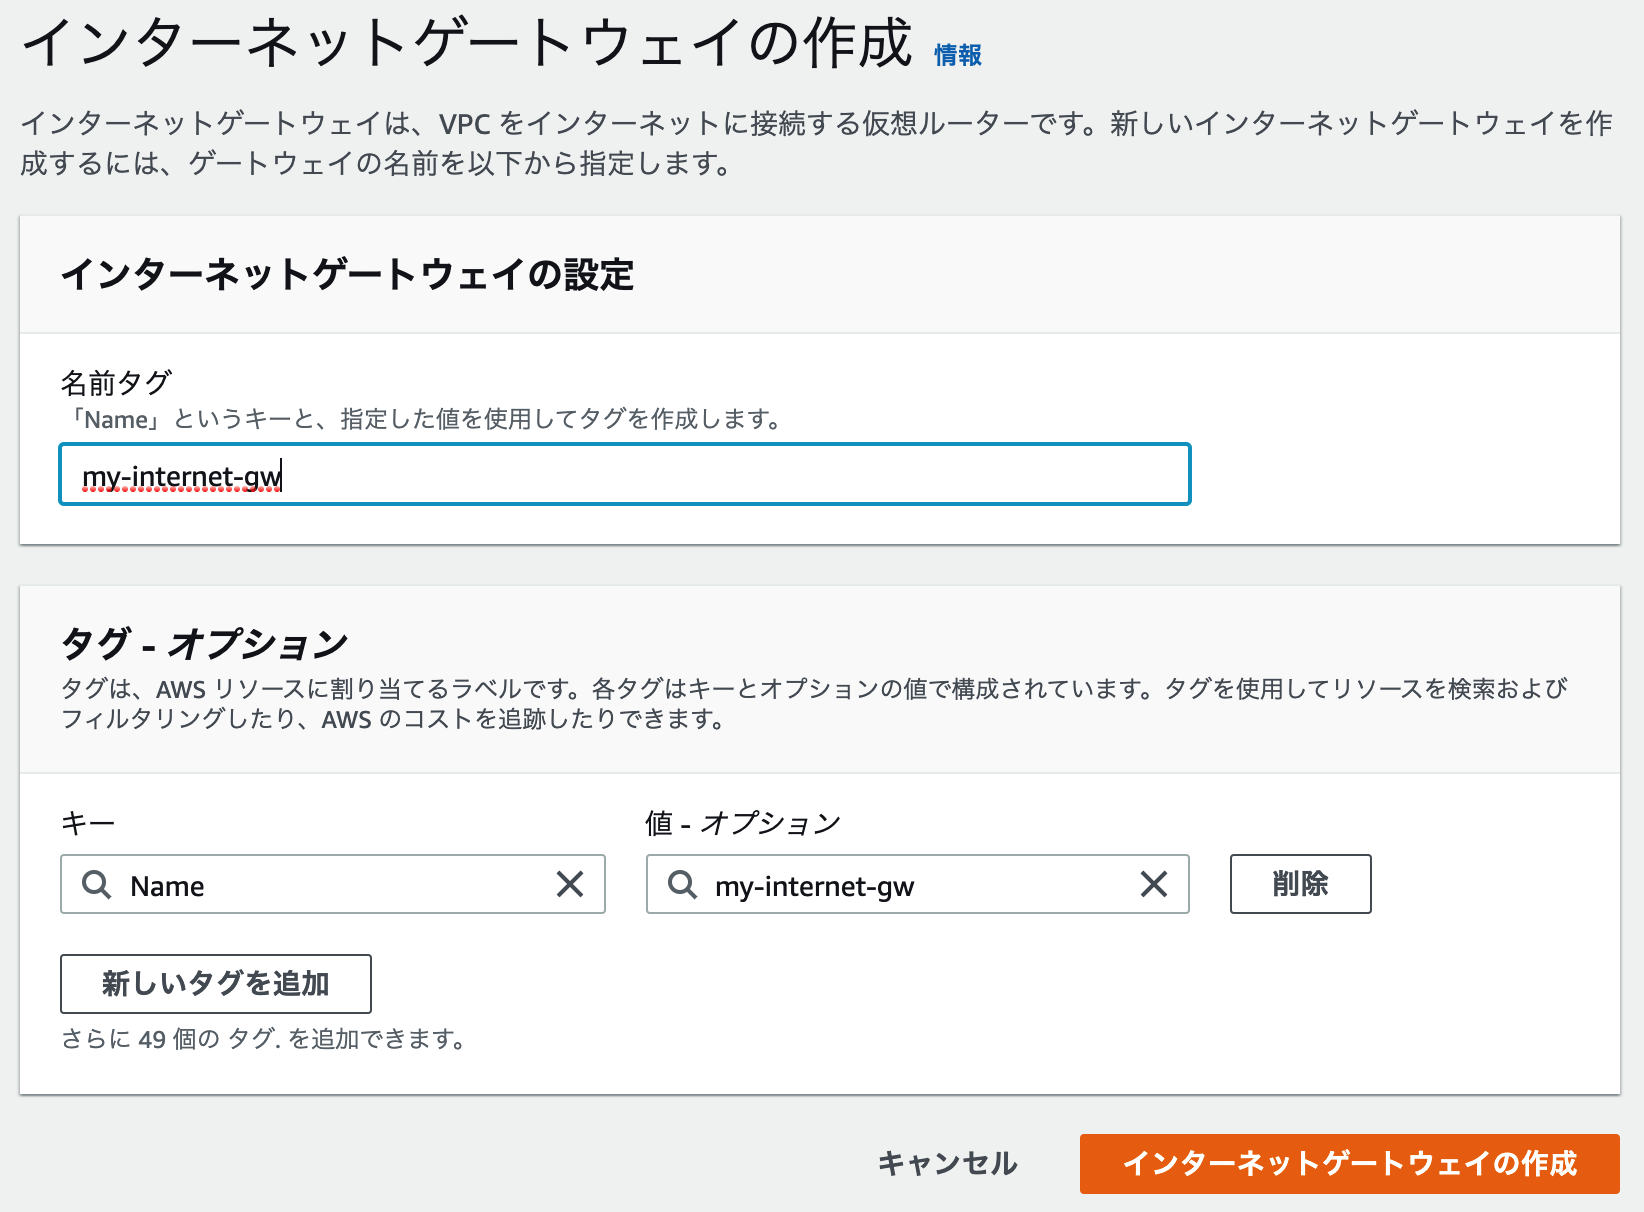 インターネットゲートウェイの作成 情報
インターネットゲートウェイは、VPC をインターネットに接続する仮想ルーターです。新しいインターネットゲートウェイを作
成するには、ゲートウェイの名前を以下から指定します。
インターネットゲートウェイの設定
名前タグ
「Name」というキーと、指定した値を使用してタグを作成します。
my-internet-gw
タグ - オプション
タグは、AWS リソースに割り当てるラベルです。各タグはキーとオプションの値で構成されています。タグを使用してリソースを検索および
フィルタリングしたり、AWS のコストを追跡したりできます。
キー 値 - オプション
Name my-internet-gw 削除
新しいタグを追加
さらに 49 個の タグ. を追加できます。
キャンセル インターネットゲートウェイの作成